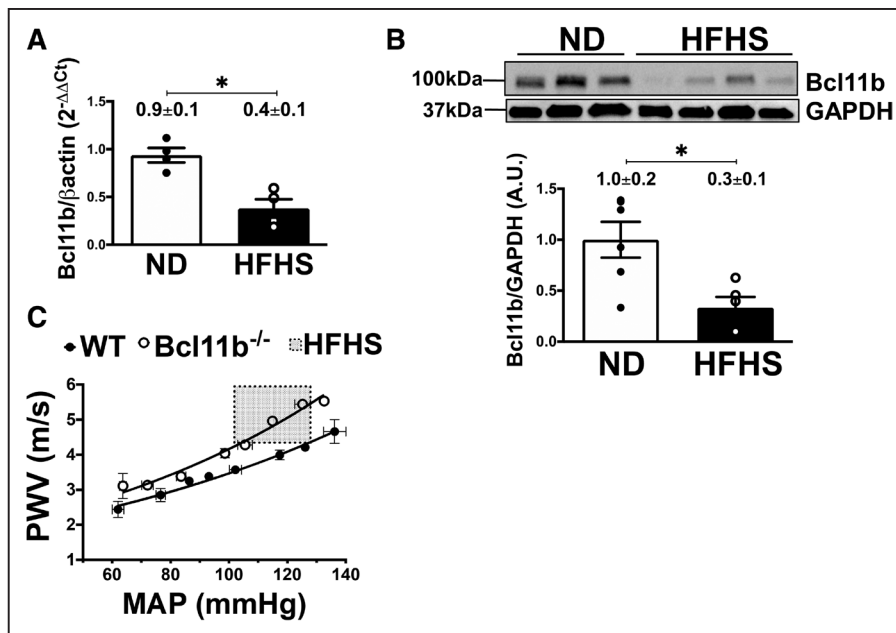 A
Bcl11b/βactin (2^-ΔΔCt)
*
0.9±0.1 0.4±0.1
1.5
1.0
0.5
0.0
ND HFHS
B
ND HFHS
100kDa Bcl11b
37kDa GAPDH
*
1.0±0.2 0.3±0.1
Bcl11b/GAPDH (A.U.)
1.5
1.0
0.5
0.0
ND HFHS
C
WT Bcl11b^-/- HFHS
PWV (m/s)
6
5
4
3
2
1
60 80 100 120 140
MAP (mmHg)